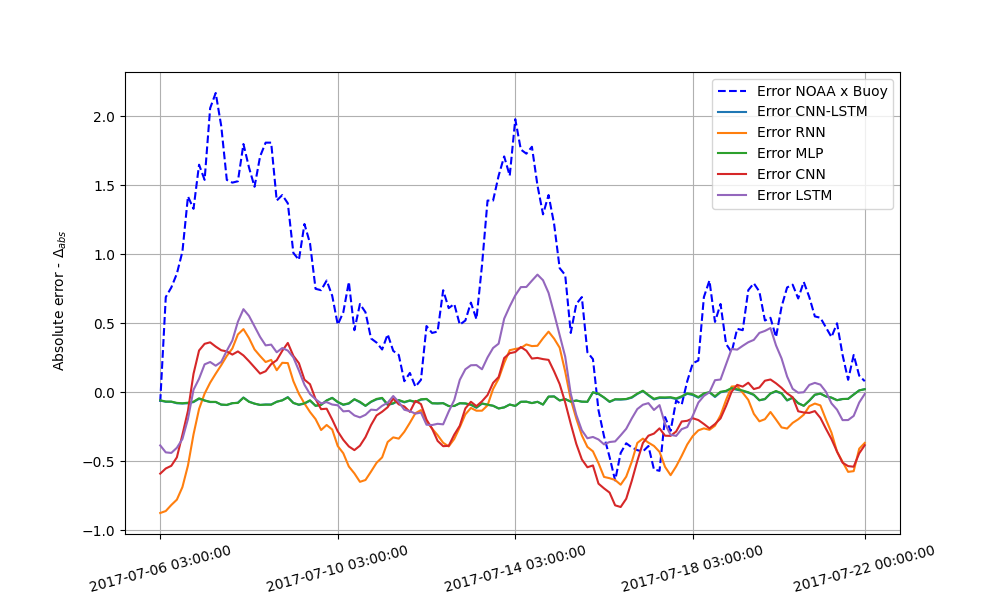 Error NOAA x Buoy
Error CNN-LSTM
Error RNN
Error MLP
Error CNN
Error LSTM
Absolute error - Δabs
2.0
1.5
1.0
0.5
0.0
−0.5
−1.0
2017-07-06 03:00:00
2017-07-10 03:00:00
2017-07-14 03:00:00
2017-07-18 03:00:00
2017-07-22 00:00:00